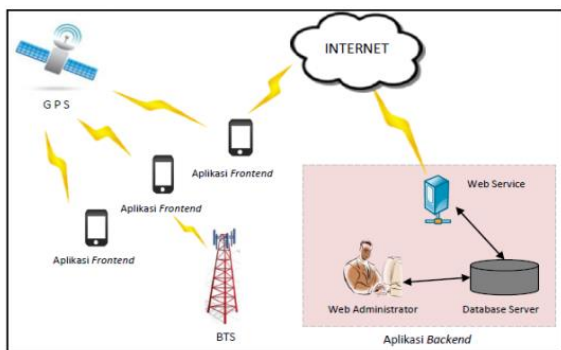 INTERNET
G P S
Aplikasi Frontend
Aplikasi Frontend
Aplikasi Frontend
BTS
Web Service
Web Administrator
Database Server
Aplikasi Backend